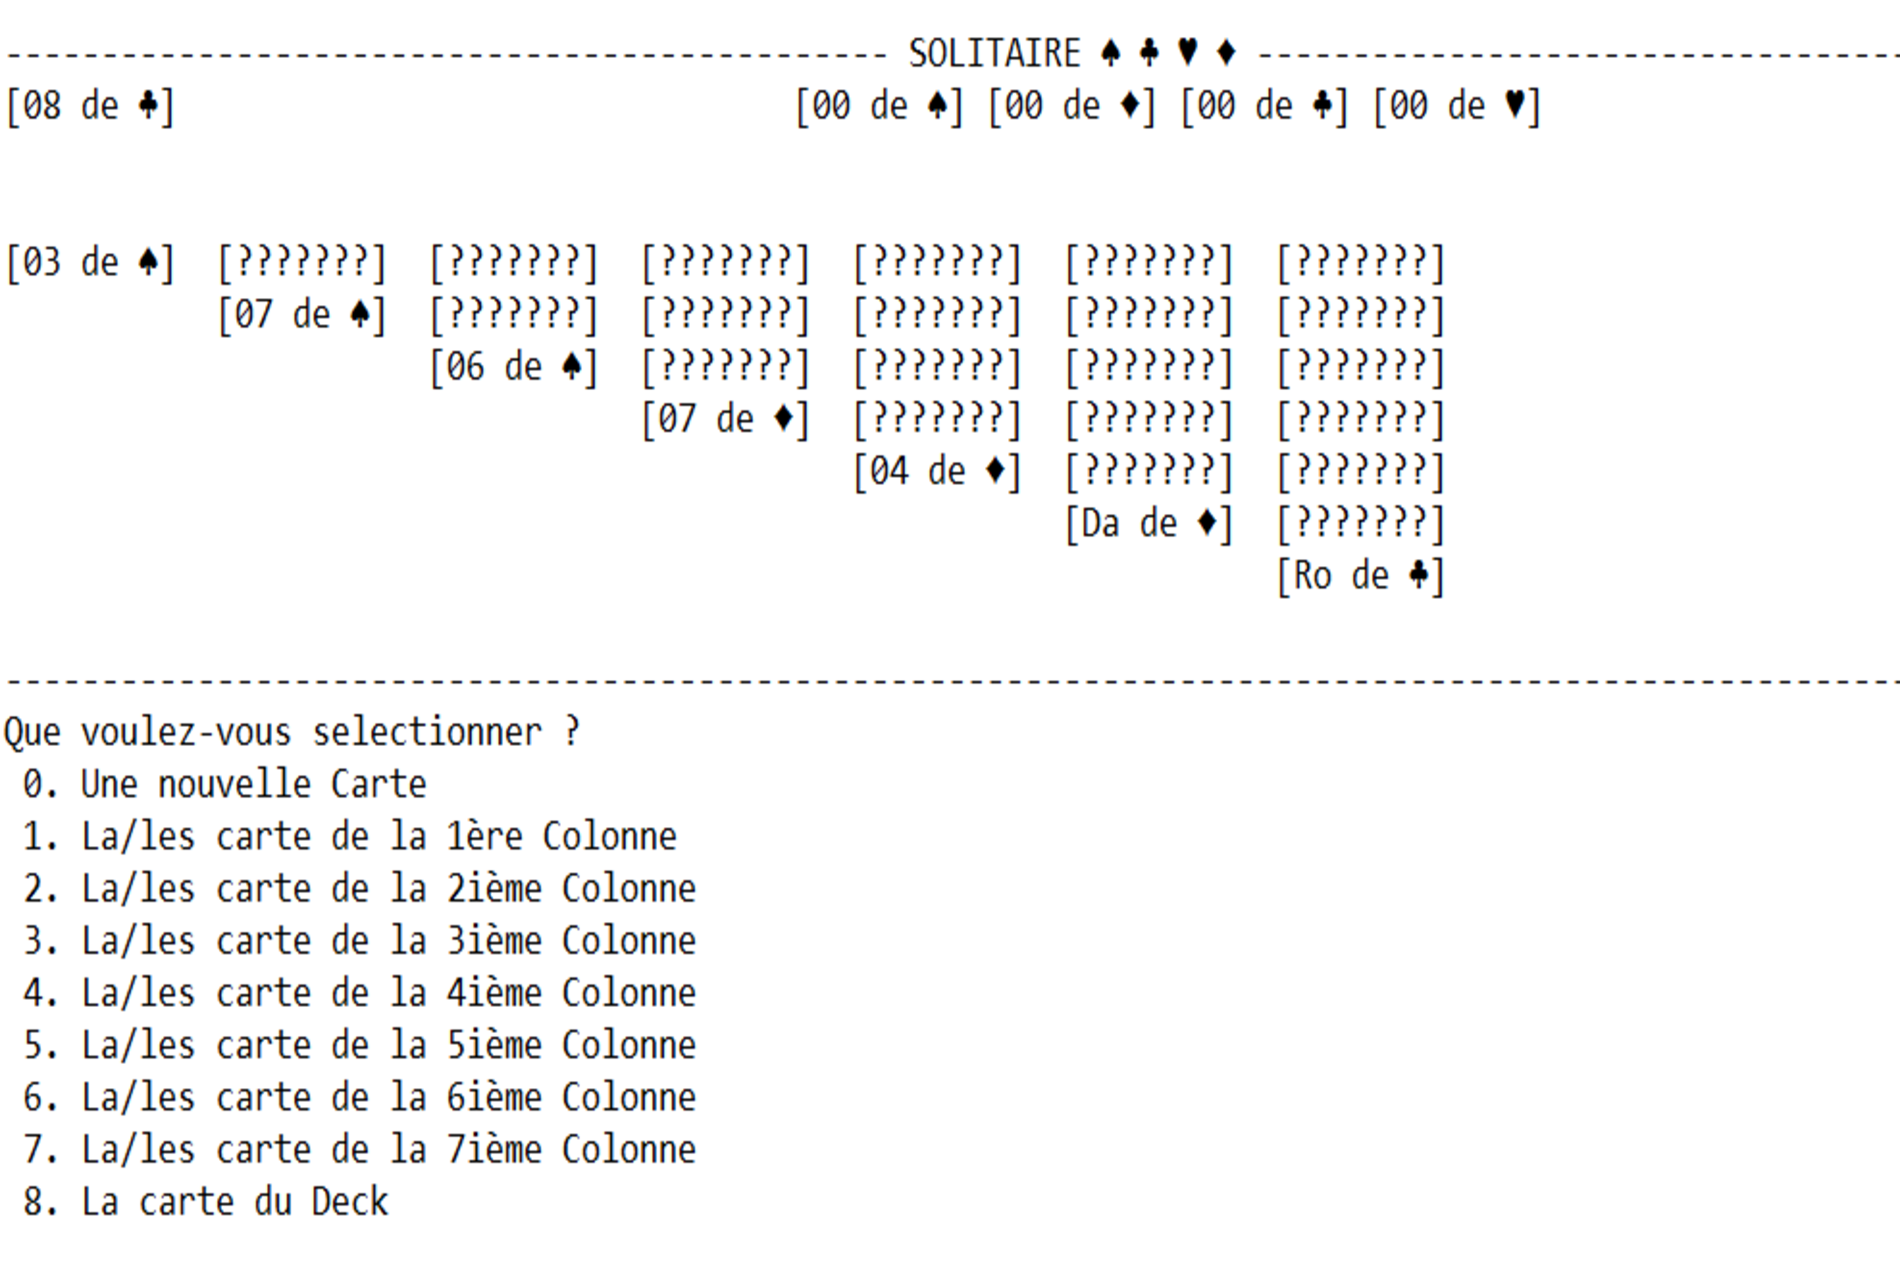 ---------------------------------------------- SOLITAIRE ♠ ♣ ♥ ♦ ----------------------------------
[08 de ♣] [00 de ♠] [00 de ♦] [00 de ♣] [00 de ♥]
[03 de ♠] [???????] [???????] [???????] [???????] [???????] [???????]
[07 de ♠] [???????] [???????] [???????] [???????] [???????]
[06 de ♠] [???????] [???????] [???????] [???????]
[07 de ♦] [???????] [???????] [???????]
[04 de ♦] [???????] [???????]
[Da de ♦] [???????]
[Ro de ♣]
---------------------------------------------------------------------------------------------------
Que voulez-vous selectionner ?
0. Une nouvelle Carte
1. La/les carte de la 1ère Colonne
2. La/les carte de la 2ième Colonne
3. La/les carte de la 3ième Colonne
4. La/les carte de la 4ième Colonne
5. La/les carte de la 5ième Colonne
6. La/les carte de la 6ième Colonne
7. La/les carte de la 7ième Colonne
8. La carte du Deck